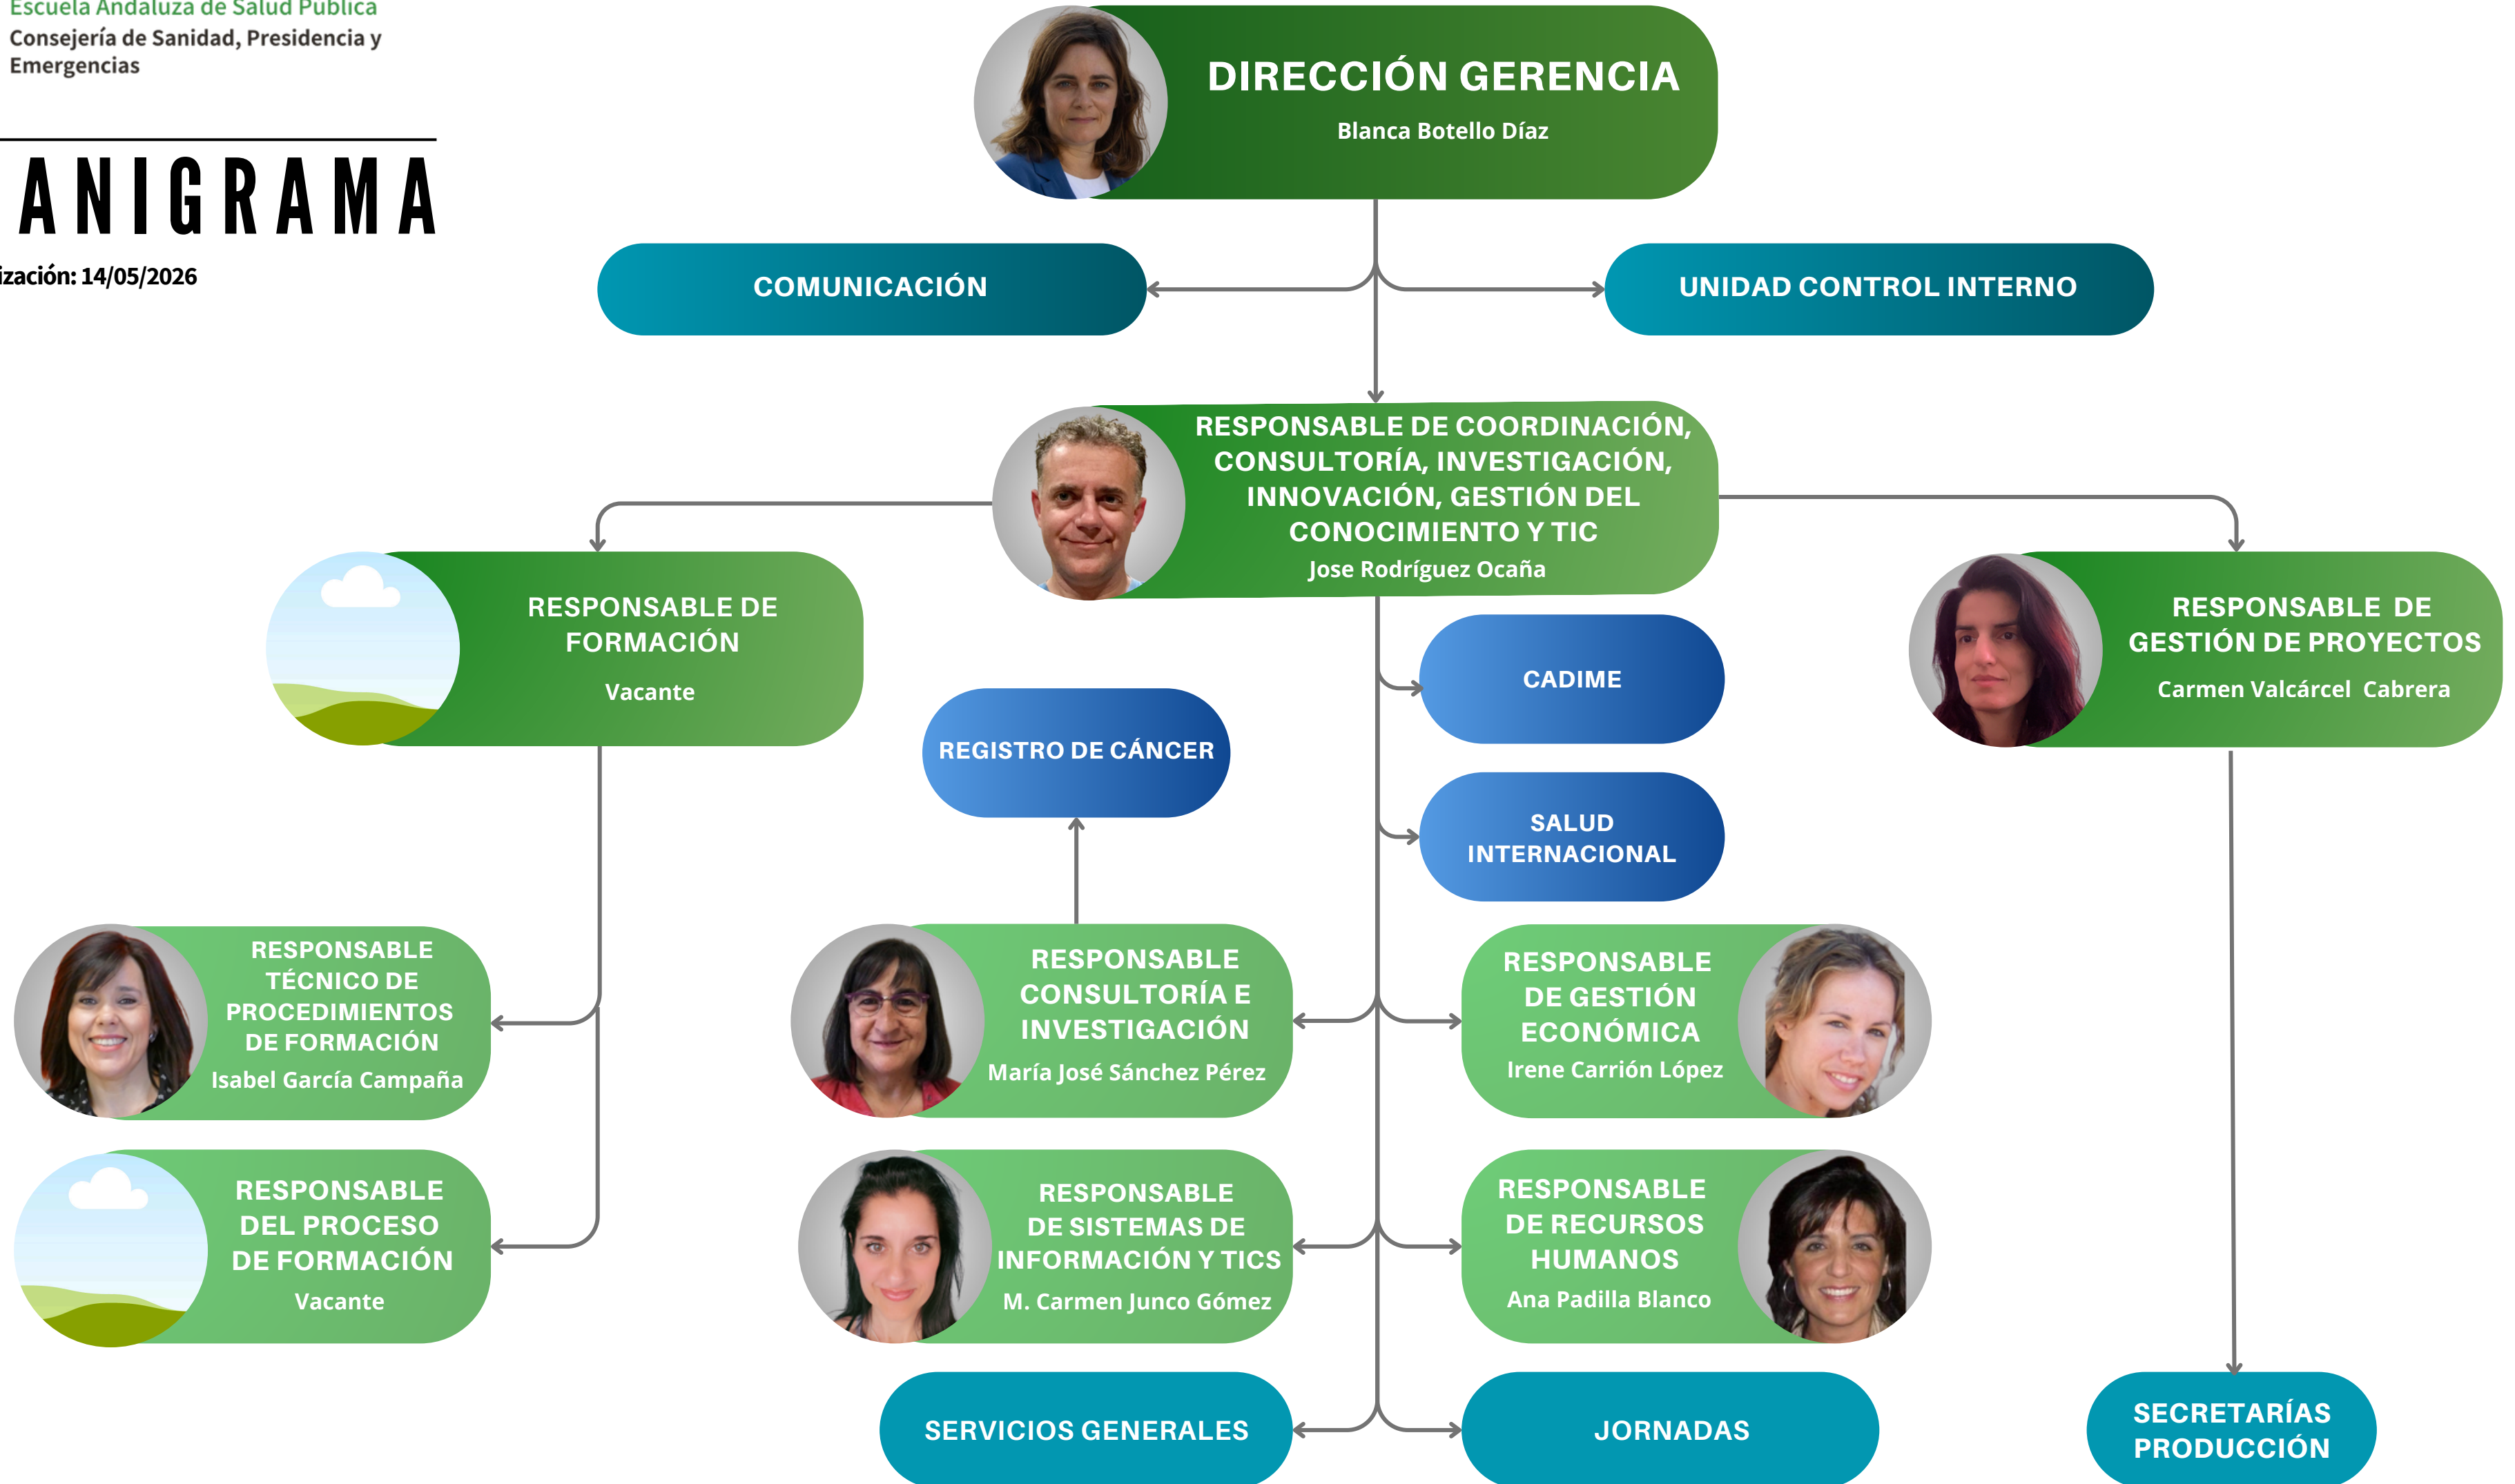 Escuela Andaluza de Salud Pública
Consejería de Sanidad, Presidencia y
Emergencias
ANIGRAMA
ización: 14/05/2026
DIRECCIÓN GERENCIA
Blanca Botello Díaz
COMUNICACIÓN
UNIDAD CONTROL INTERNO
RESPONSABLE DE COORDINACIÓN,
CONSULTORÍA, INVESTIGACIÓN,
INNOVACIÓN, GESTIÓN DEL
CONOCIMIENTO Y TIC
Jose Rodríguez Ocaña
RESPONSABLE DE
FORMACIÓN
Vacante
RESPONSABLE DE
GESTIÓN DE PROYECTOS
Carmen Valcárcel Cabrera
CADIME
REGISTRO DE CÁNCER
SALUD
INTERNACIONAL
RESPONSABLE
TÉCNICO DE
PROCEDIMIENTOS
DE FORMACIÓN
Isabel García Campaña
RESPONSABLE
CONSULTORÍA E
INVESTIGACIÓN
María José Sánchez Pérez
RESPONSABLE
DE GESTIÓN
ECONÓMICA
Irene Carrión López
RESPONSABLE
DEL PROCESO
DE FORMACIÓN
Vacante
RESPONSABLE
DE SISTEMAS DE
INFORMACIÓN Y TICS
M. Carmen Junco Gómez
RESPONSABLE
DE RECURSOS
HUMANOS
Ana Padilla Blanco
SERVICIOS GENERALES
JORNADAS
SECRETARÍAS
PRODUCCIÓN